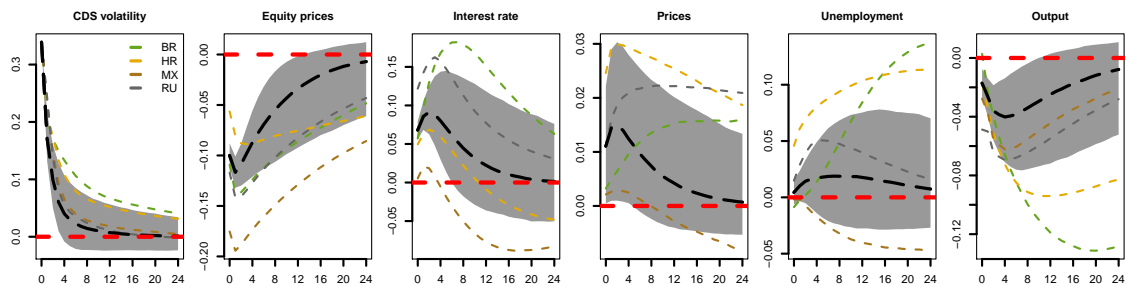 CDS volatility
0.3
0.2
0.1
0.0
0 4 8 12 16 20 24
BR
HR
MX
RU
Equity prices
0.00
−0.05
−0.10
−0.15
−0.20
0 4 8 12 16 20 24
Interest rate
0.15
0.10
0.05
0.00
−0.05
0 4 8 12 16 20 24
Prices
0.03
0.02
0.01
0.00
0 4 8 12 16 20 24
Unemployment
0.10
0.05
0.00
−0.05
0 4 8 12 16 20 24
Output
−0.00
−0.04
−0.08
−0.12
0 4 8 12 16 20 24